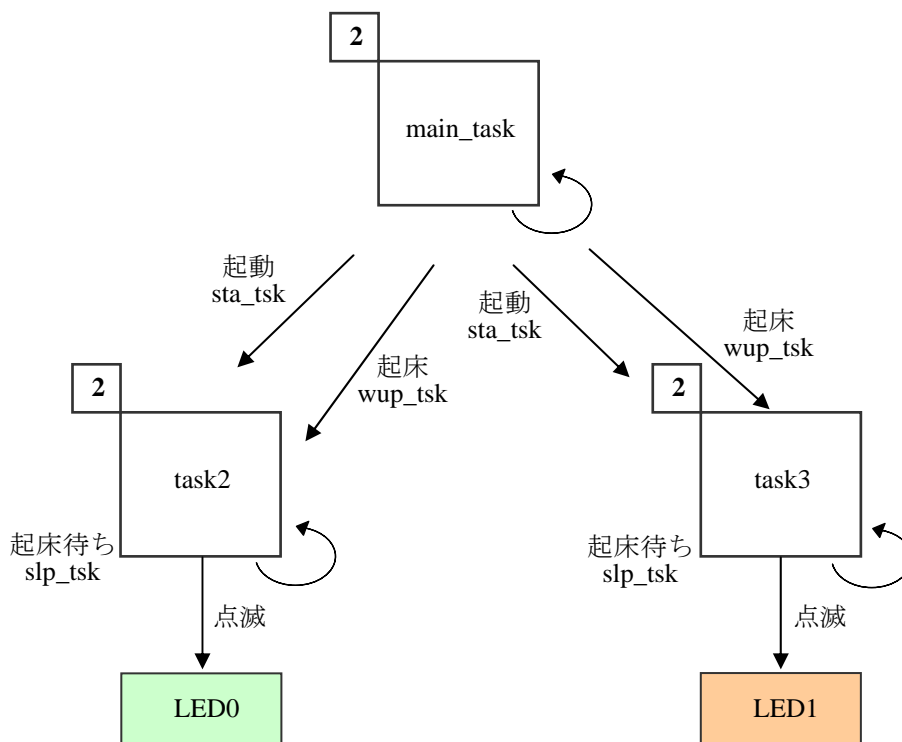 2
main_task
起動
sta_tsk
起床
wup_tsk
起動
sta_tsk
起床
wup_tsk
2
task2
起床待ち
slp_tsk
点滅
LED0
2
task3
起床待ち
slp_tsk
点滅
LED1